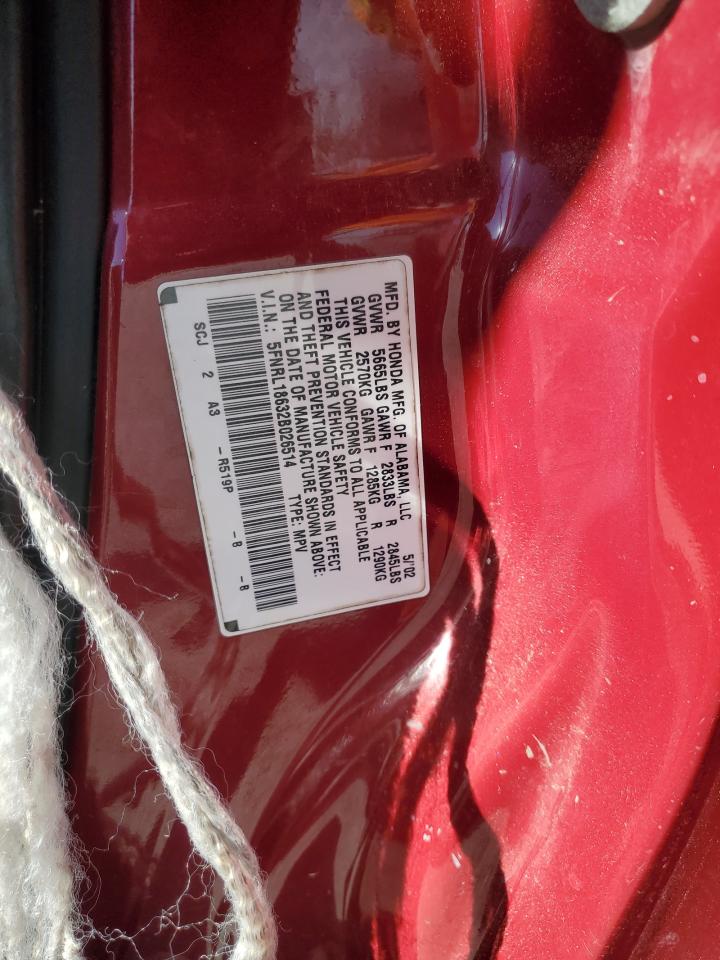 MFD. BY HONDA MFG. OF ALABAMA, LLC 5/'02
GVWR 5665LBS GAWR F 2833LBS R 2845LBS
GVWR 2570KG GAWR F 1285KG R 1290KG
THIS VEHICLE CONFORMS TO ALL APPLICABLE
FEDERAL MOTOR VEHICLE SAFETY
AND THEFT PREVENTION STANDARDS IN EFFECT
ON THE DATE OF MANUFACTURE SHOWN ABOVE:
V.I.N.: 5FNRL18632B026514 TYPE: MPV
SCJ 2 A3 -R519P -B -B